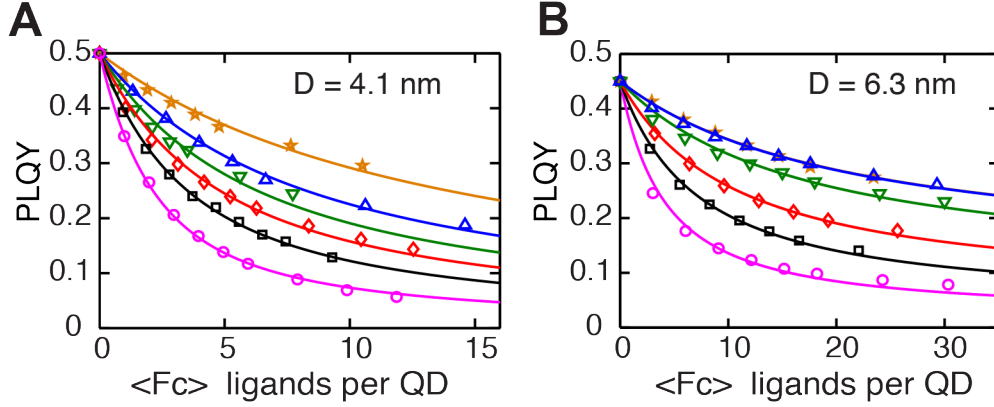 A
B
PLQY
0.5
0.4
0.3
0.2
0.1
0
D = 4.1 nm
0 5 10 15
<Fc> ligands per QD
PLQY
0.5
0.4
0.3
0.2
0.1
0
D = 6.3 nm
0 10 20 30
<Fc> ligands per QD